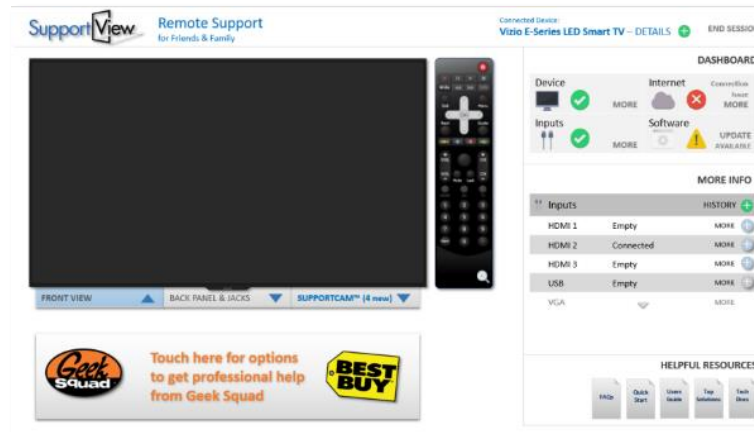 SupportView
Remote Support
for Friends & Family
Connected Device:
Vizio E-Series LED Smart TV – DETAILS
END SESSIO
DASHBOARD
Device
MORE
Internet
Connection
Issue
MORE
Inputs
MORE
Software
UPDATE
AVAILABLE
MORE INFO
Inputs
HISTORY
HDMI 1 Empty MORE
HDMI 2 Connected MORE
HDMI 3 Empty MORE
USB Empty MORE
VGA MORE
FRONT VIEW
BACK PANEL & JACKS
SUPPORTCAM™ (4 new)
Geek
Squad
Touch here for options
to get professional help
from Geek Squad
BEST
BUY
HELPFUL RESOURCES
FAQs
Quick
Start
Users
Guide
Top
Solutions
Tech